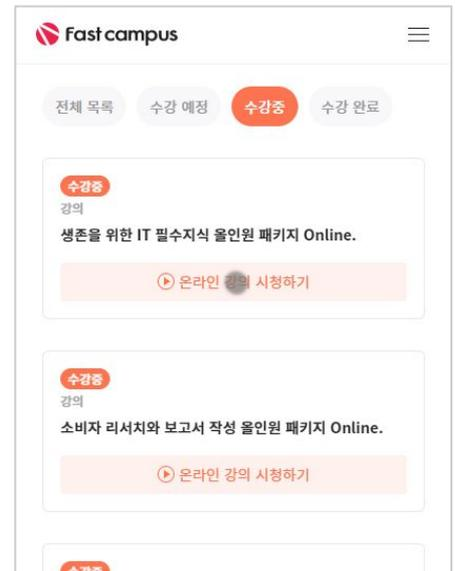 Fast campus
전체 목록 수강 예정 수강중 수강 완료
수강중
강의
생존을 위한 IT 필수지식 올인원 패키지 Online.
온라인 강의 시청하기
수강중
강의
소비자 리서치와 보고서 작성 올인원 패키지 Online.
온라인 강의 시청하기
수강중